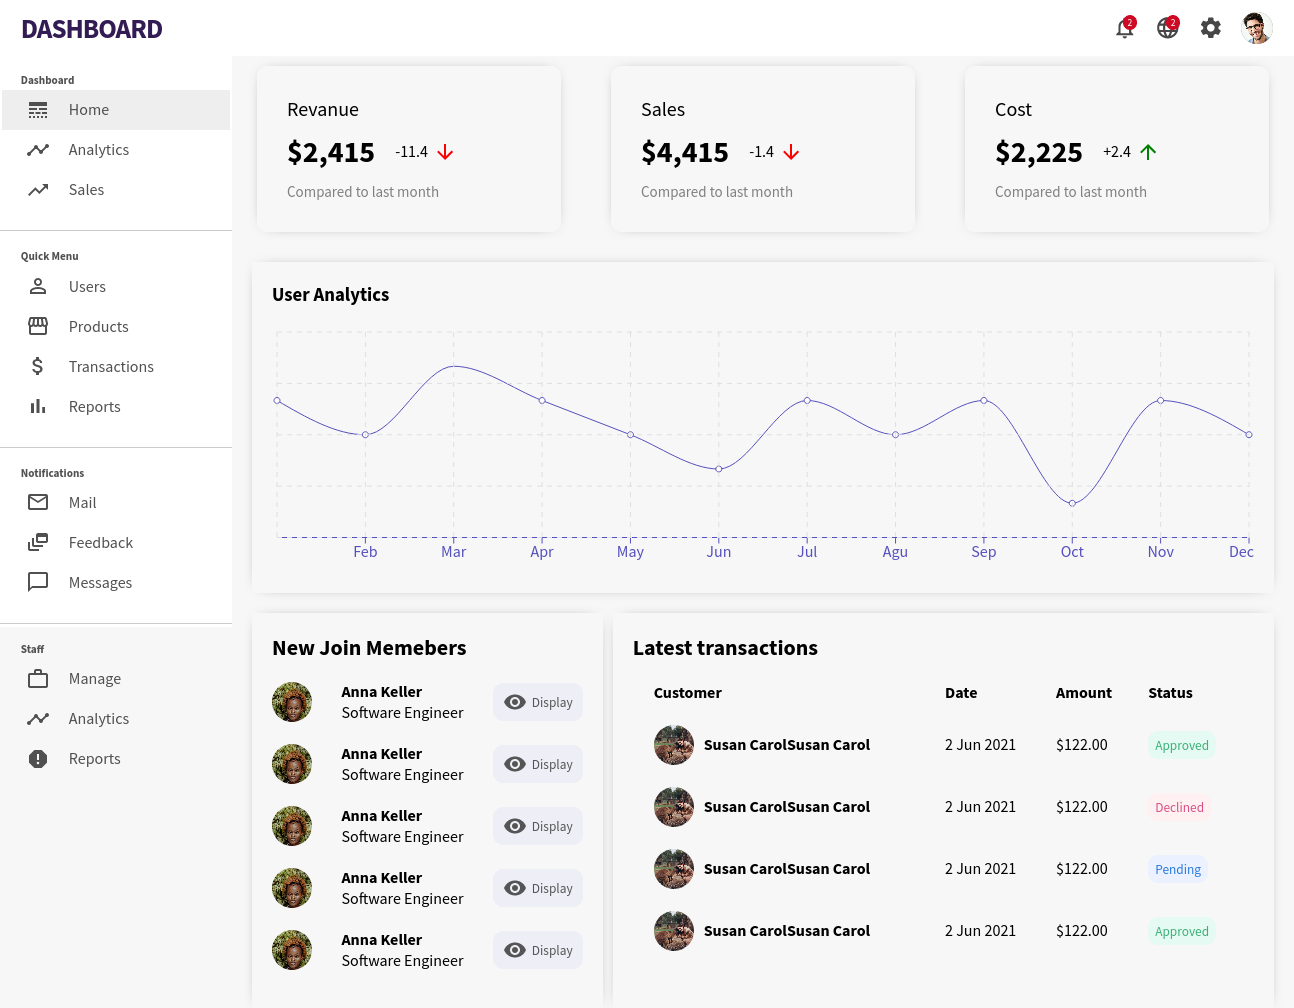 DASHBOARD
2
2
Dashboard
Home
Analytics
Sales
Quick Menu
Users
Products
Transactions
Reports
Notifications
Mail
Feedback
Messages
Staff
Manage
Analytics
Reports
Revanue
$2,415 -11.4
Compared to last month
Sales
$4,415 -1.4
Compared to last month
Cost
$2,225 +2.4
Compared to last month
User Analytics
Feb Mar Apr May Jun Jul Agu Sep Oct Nov Dec
New Join Memebers
Anna Keller
Software Engineer
Display
Anna Keller
Software Engineer
Display
Anna Keller
Software Engineer
Display
Anna Keller
Software Engineer
Display
Anna Keller
Software Engineer
Display
Latest transactions
Customer Date Amount Status
Susan CarolSusan Carol 2 Jun 2021 $122.00 Approved
Susan CarolSusan Carol 2 Jun 2021 $122.00 Declined
Susan CarolSusan Carol 2 Jun 2021 $122.00 Pending
Susan CarolSusan Carol 2 Jun 2021 $122.00 Approved